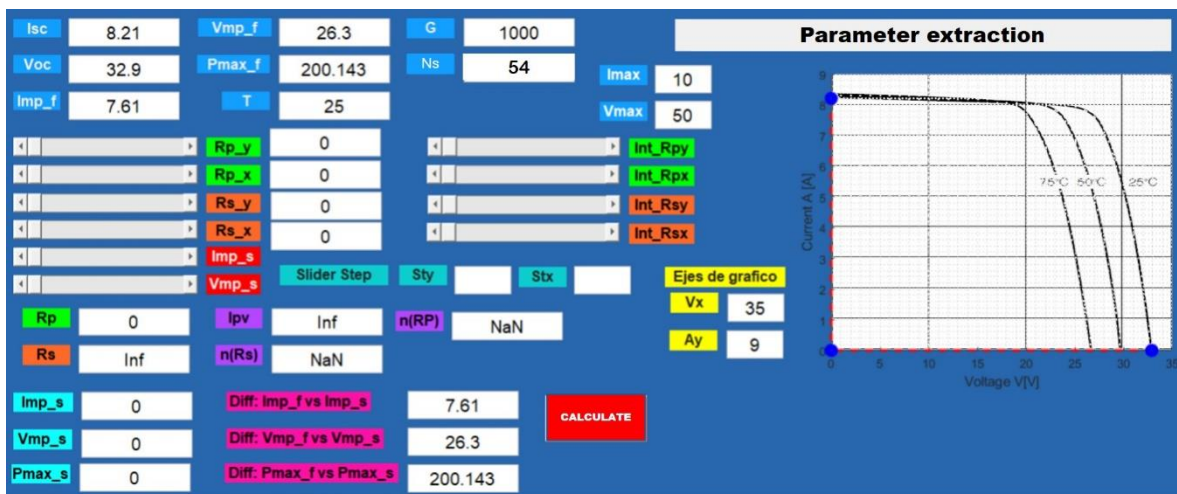 Isc 8.21 Vmp_f 26.3 G 1000 Parameter extraction
Voc 32.9 Pmax_f 200.143 Ns 54
Imax 10
Imp_f 7.61 T 25
Vmax 50
Rp_y 0 Int_Rpy
Rp_x 0 Int_Rpx
Rs_y 0 Int_Rsy
Rs_x 0 Int_Rsx
Imp_s
Vmp_s Slider Step Sty Stx Ejes de grafico
Vx 35
Rp 0 Ipv Inf n(RP) NaN
Ay 9
Rs Inf n(Rs) NaN
Imp_s 0 Diff: Imp_f vs Imp_s 7.61 CALCULATE
Vmp_s 0 Diff: Vmp_f vs Vmp_s 26.3
Pmax_s 0 Diff: Pmax_f vs Pmax_s 200.143
9
8
7
6
5
4
3
2
1
0
Current A [A]
75°C 50°C 25°C
0 5 10 15 20 25 30 35
Voltage V[V]